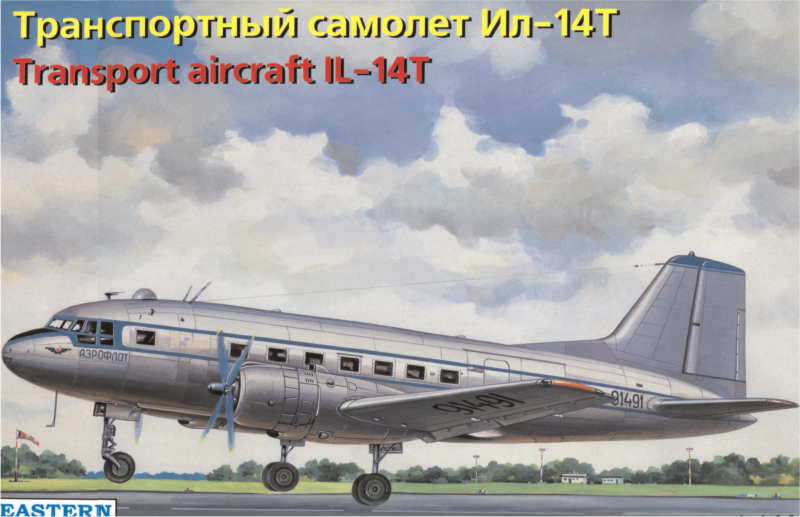 Транспортный самолет Ил-14Т
Transport aircraft IL-14T
АЭРОФЛОТ
91491
91491
EASTERN